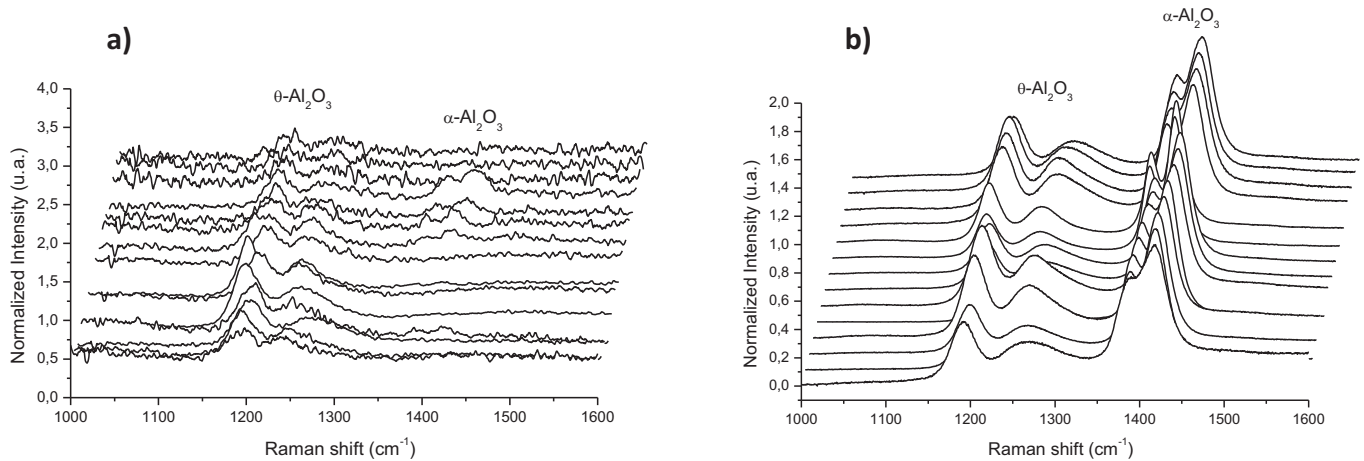 a)
θ-Al2O3
α-Al2O3
4,0
3,5
3,0
2,5
2,0
1,5
1,0
0,5
0,0
Normalized Intensity (u.a.)
1000 1100 1200 1300 1400 1500 1600
Raman shift (cm-1)
b)
α-Al2O3
θ-Al2O3
2,0
1,8
1,6
1,4
1,2
1,0
0,8
0,6
0,4
0,2
0,0
Normalized Intensity (u.a.)
1000 1100 1200 1300 1400 1500 1600
Raman shift (cm-1)